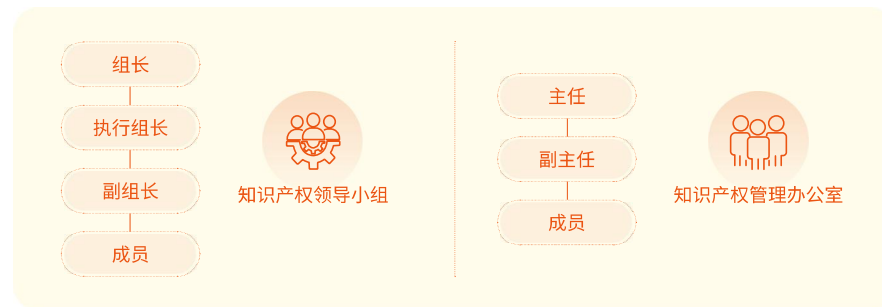 组长
执行组长
副组长
成员
知识产权领导小组
主任
副主任
成员
知识产权管理办公室